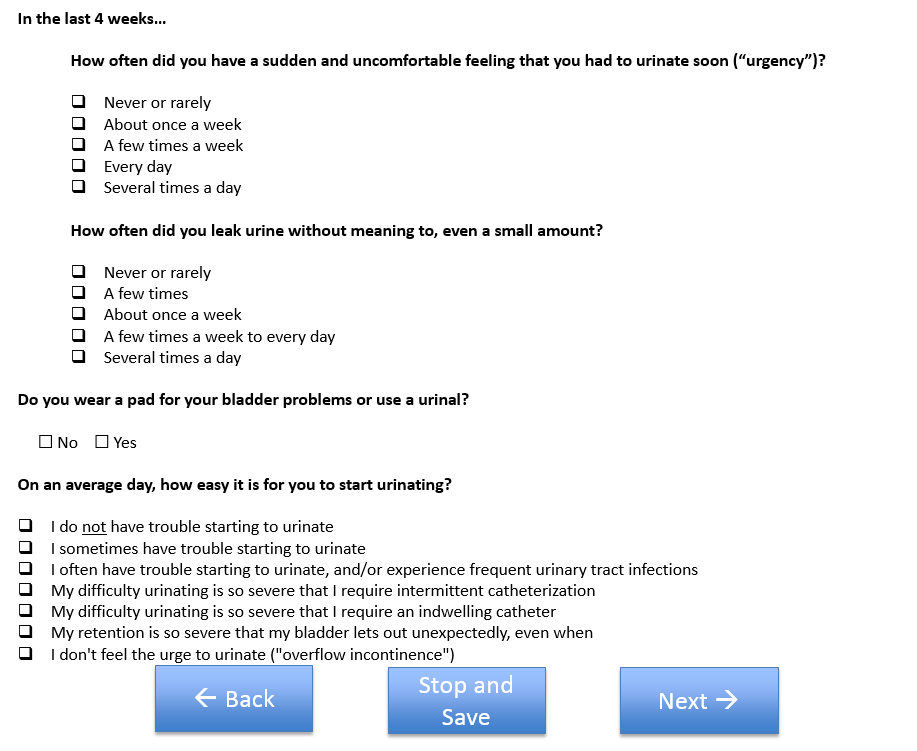 In the last 4 weeks...
How often did you have a sudden and uncomfortable feeling that you had to urinate soon (“urgency”)?
Never or rarely
About once a week
A few times a week
Every day
Several times a day
How often did you leak urine without meaning to, even a small amount?
Never or rarely
A few times
About once a week
A few times a week to every day
Several times a day
Do you wear a pad for your bladder problems or use a urinal?
☐ No ☐ Yes
On an average day, how easy it is for you to start urinating?
I do not have trouble starting to urinate
I sometimes have trouble starting to urinate
I often have trouble starting to urinate, and/or experience frequent urinary tract infections
My difficulty urinating is so severe that I require intermittent catheterization
My difficulty urinating is so severe that I require an indwelling catheter
My retention is so severe that my bladder lets out unexpectedly, even when
I don't feel the urge to urinate ("overflow incontinence")
← Back
Stop and
Save
Next →